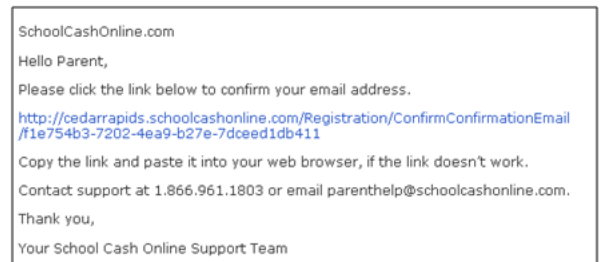 SchoolCashOnline.com
Hello Parent,
Please click the link below to confirm your email address.
http://cedarrapids.schoolcashonline.com/Registration/ConfirmConfirmationEmail
/f1e754b3-7202-4ea9-b27e-7dceed1db411
Copy the link and paste it into your web browser, if the link doesn't work.
Contact support at 1.866.961.1803 or email parenthelp@schoolcashonline.com.
Thank you,
Your School Cash Online Support Team